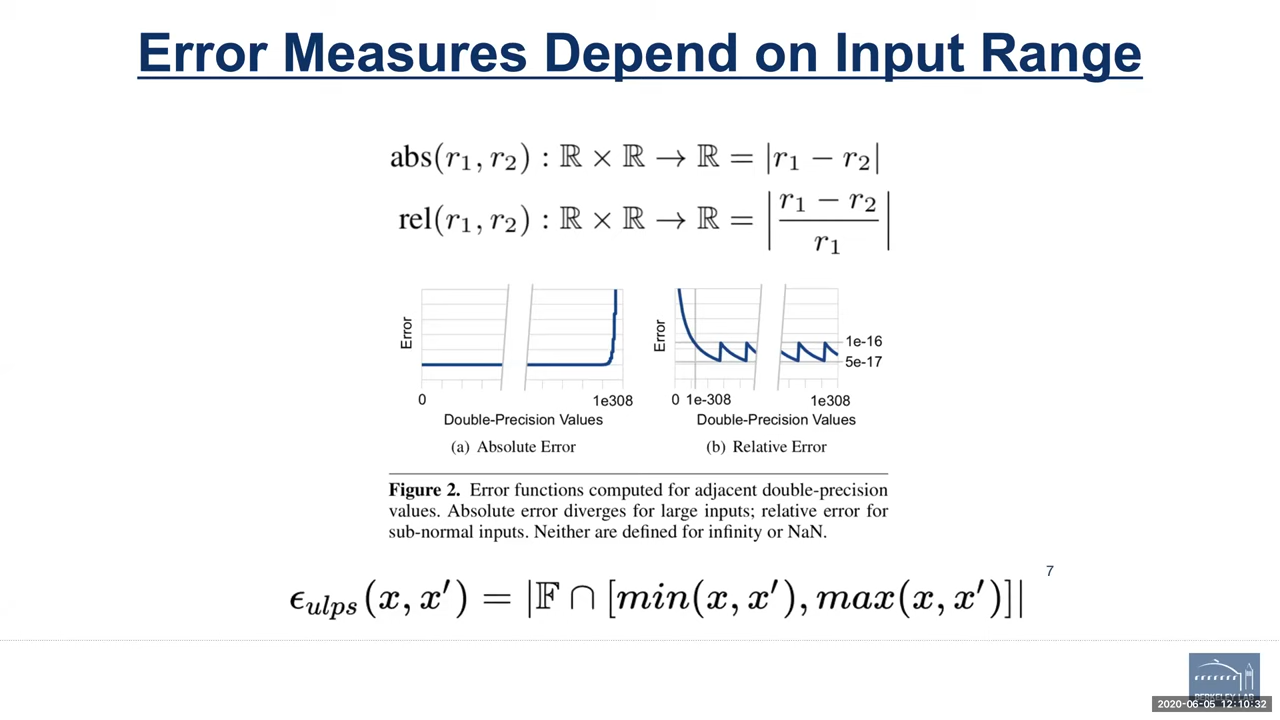 Error Measures Depend on Input Range
abs(r₁, r₂) : ℝ × ℝ → ℝ = |r₁ − r₂|
rel(r₁, r₂) : ℝ × ℝ → ℝ = |(r₁ − r₂)/r₁|
Error
0
1e308
Double-Precision Values
(a) Absolute Error
Error
1e-16
5e-17
0 1e-308
1e308
Double-Precision Values
(b) Relative Error
Figure 2. Error functions computed for adjacent double-precision
values. Absolute error diverges for large inputs; relative error for
sub-normal inputs. Neither are defined for infinity or NaN.
7
ϵ_ulps(x, x′) = |𝔽 ∩ [min(x, x′), max(x, x′)]|
BERKELEY LAB
2020-06-05 12:10:32